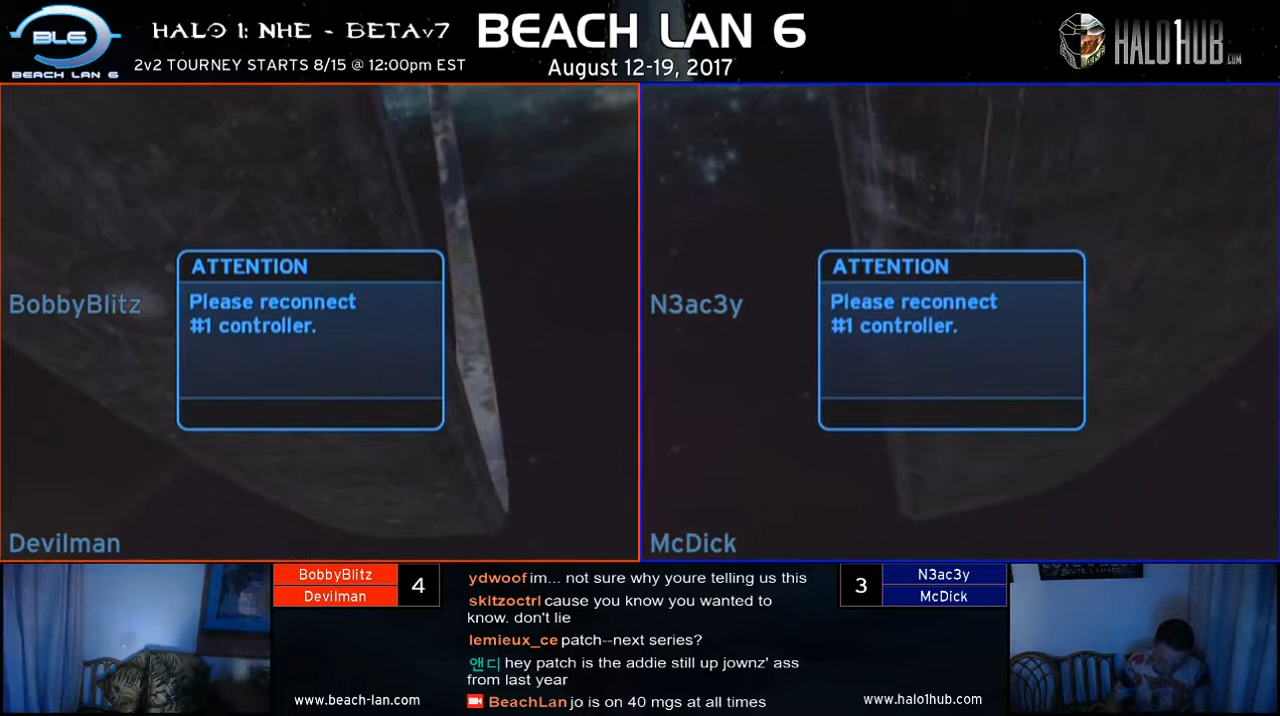 BL6
BEACH LAN 6
HALO 1: NHE - BETAv7
2v2 TOURNEY STARTS 8/15 @ 12:00pm EST
BEACH LAN 6
August 12-19, 2017
HALO1HUB.COM
ATTENTION
Please reconnect
#1 controller.
BobbyBlitz
Devilman
ATTENTION
Please reconnect
#1 controller.
N3ac3y
McDick
BobbyBlitz
Devilman
4
www.beach-lan.com
ydwoof im... not sure why youre telling us this
skitzoctrl cause you know you wanted to
know. don't lie
lemieux_ce patch--next series?
앤디 hey patch is the addie still up jownz' ass
from last year
BeachLan jo is on 40 mgs at all times
3
N3ac3y
McDick
www.halo1hub.com